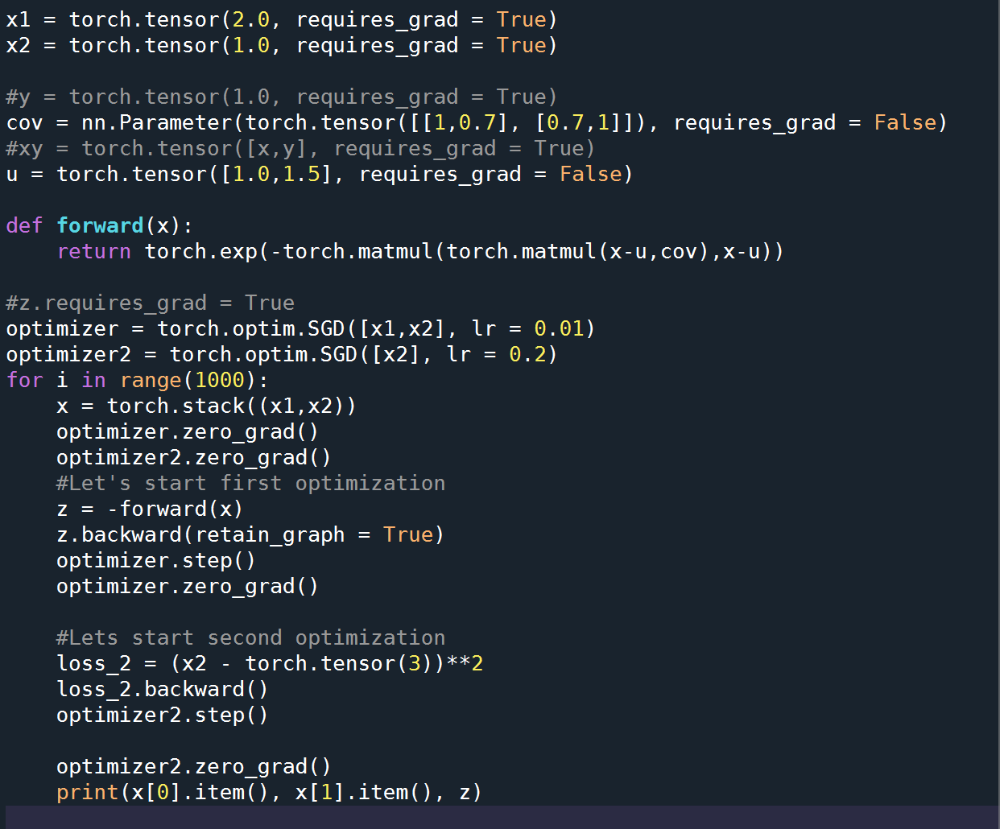 x1 = torch.tensor(2.0, requires_grad = True)
x2 = torch.tensor(1.0, requires_grad = True)

#y = torch.tensor(1.0, requires_grad = True)
cov = nn.Parameter(torch.tensor([[1,0.7], [0.7,1]]), requires_grad = False)
#xy = torch.tensor([x,y], requires_grad = True)
u = torch.tensor([1.0,1.5], requires_grad = False)

def forward(x):
    return torch.exp(-torch.matmul(torch.matmul(x-u,cov),x-u))

#z.requires_grad = True
optimizer = torch.optim.SGD([x1,x2], lr = 0.01)
optimizer2 = torch.optim.SGD([x2], lr = 0.2)
for i in range(1000):
    x = torch.stack((x1,x2))
    optimizer.zero_grad()
    optimizer2.zero_grad()
    #Let's start first optimization
    z = -forward(x)
    z.backward(retain_graph = True)
    optimizer.step()
    optimizer.zero_grad()

    #Lets start second optimization
    loss_2 = (x2 - torch.tensor(3))**2
    loss_2.backward()
    optimizer2.step()

    optimizer2.zero_grad()
    print(x[0].item(), x[1].item(), z)